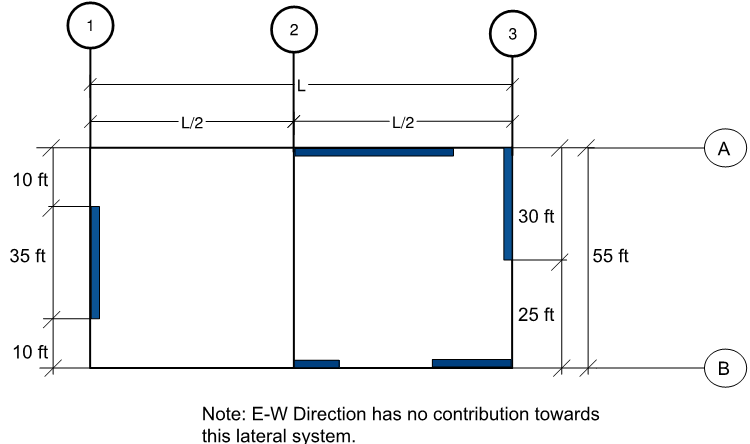 1
2
3
L
L/2
L/2
A
10 ft
30 ft
35 ft
55 ft
25 ft
10 ft
B
Note: E-W Direction has no contribution towards
this lateral system.